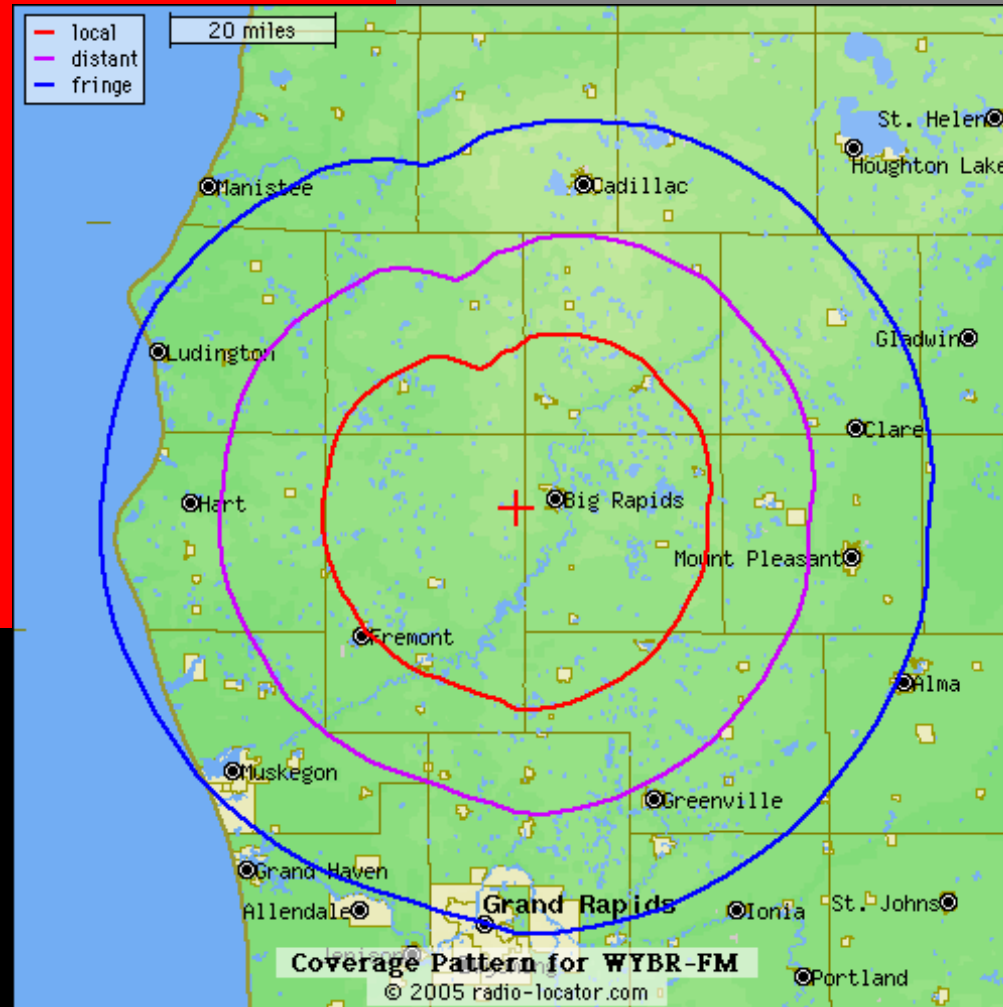 local
20 miles
distant
fringe
St. Helen
Houghton Lake
Manistee
Cadillac
Ludington
Gladwin
Clare
Hart
Big Rapids
Mount Pleasant
Fremont
Alma
Muskegon
Greenville
Grand Haven
Allendale
Grand Rapids
Ionia
St. Johns
Jenison
Wyoming
Coverage Pattern for WYBR-FM
Portland
© 2005 radio-locator.com